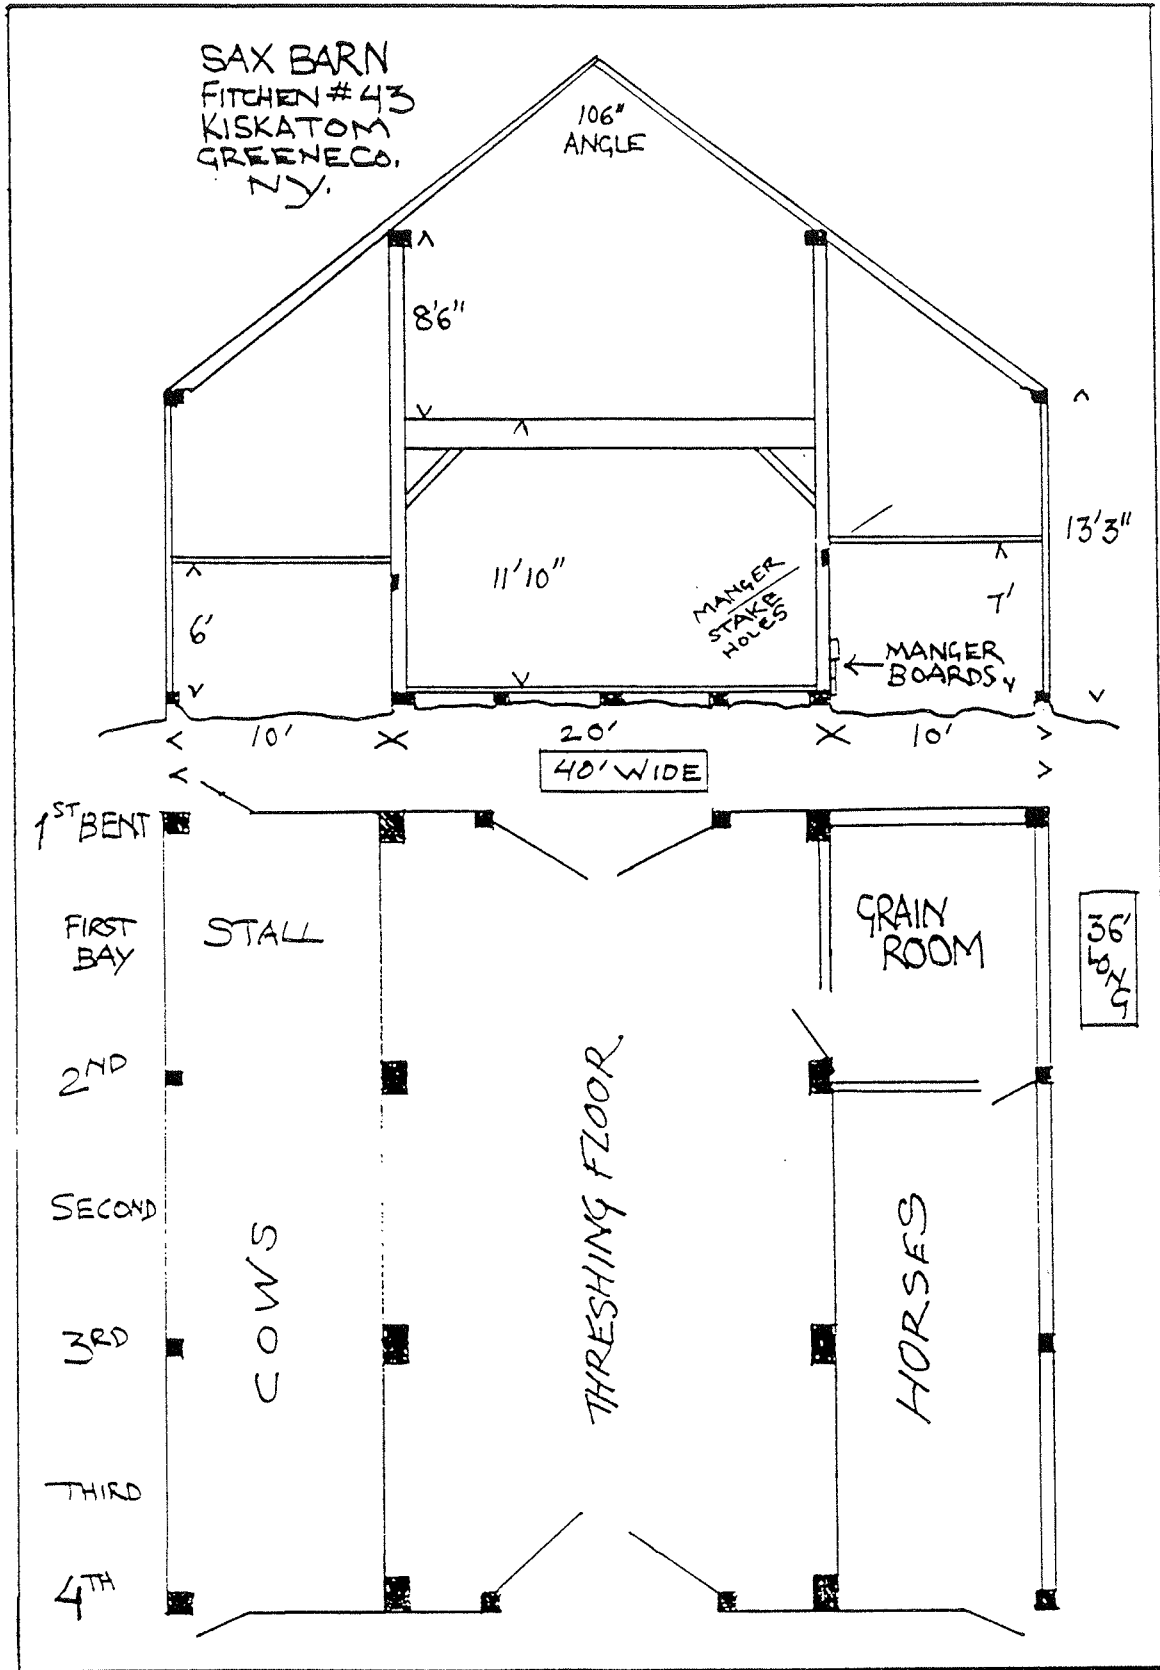 SAX BARN
FITCHEN #43
KISKATOM
GREENE CO.
NY.
106"
ANGLE
8'6"
13'3"
11'10"
MANGER
STAKE
HOLES
6'
7'
MANGER
BOARDS
10'
20'
10'
40' WIDE
1ST BENT
FIRST
BAY
STALL
GRAIN
ROOM
36'
LONG
2ND
SECOND
COWS
THRESHING FLOOR
HORSES
3RD
THIRD
4TH